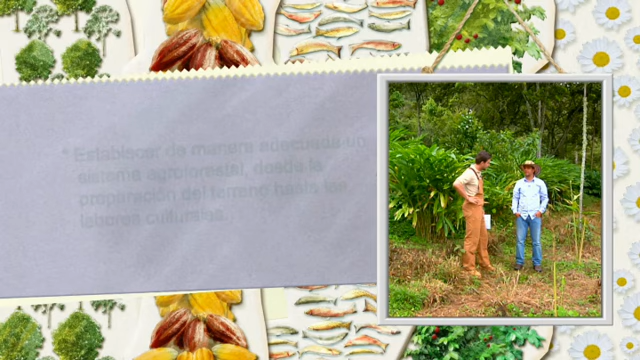 * Establecer de manera adecuada un
sistema agroforestal, desde la
preparación del terreno hasta las
labores culturales.